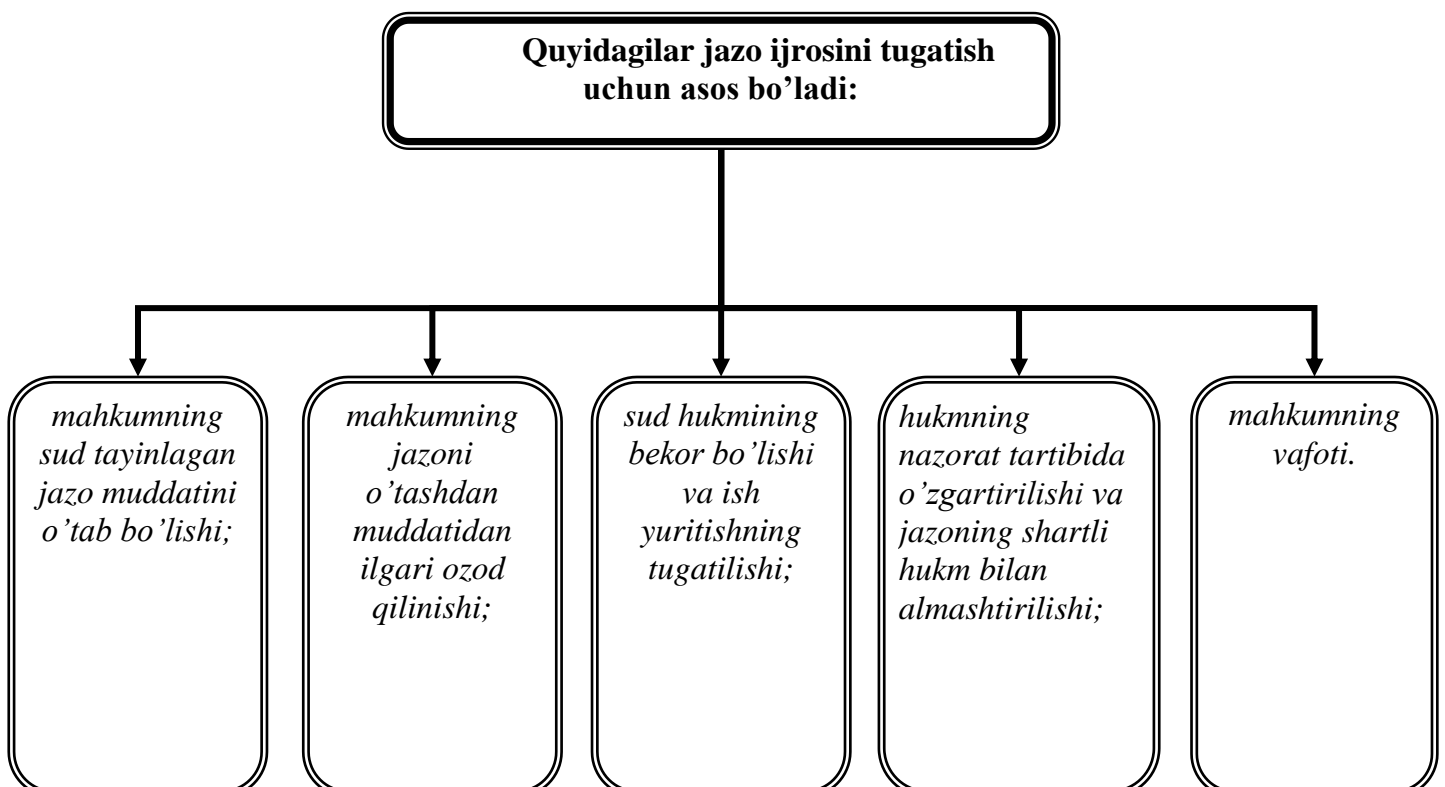 Quyidagilar jazo ijrosini tugatish
uchun asos bo’ladi:
mahkumning
sud tayinlagan
jazo muddatini
o’tab bo’lishi;
mahkumning
jazoni
o’tashdan
muddatidan
ilgari ozod
qilinishi;
sud hukmining
bekor bo’lishi
va ish
yuritishning
tugatilishi;
hukmning
nazorat tartibida
o’zgartirilishi va
jazoning shartli
hukm bilan
almashtirilishi;
mahkumning
vafoti.